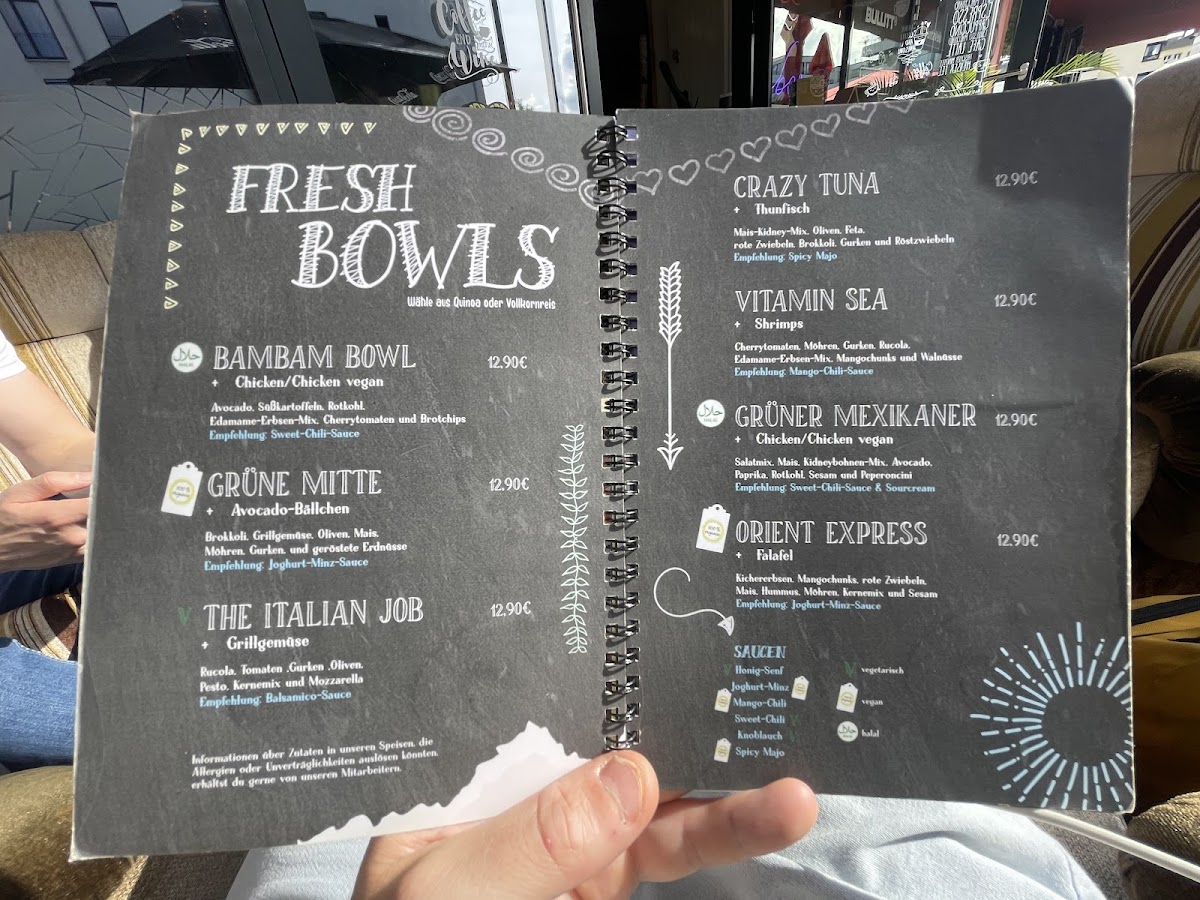 BULLITT
FRESH
BOWLS
Wähle aus Quinoa oder Vollkornreis
حلال
HALAL
BAMBAM BOWL 12,90€
+ Chicken/Chicken vegan
Avocado, Süßkartoffeln, Rotkohl,
Edamame-Erbsen-Mix, Cherrytomaten und Brotchips
Empfehlung: Sweet-Chili-Sauce
100%
GRÜNE MITTE 12,90€
+ Avocado-Bällchen
Brokkoli, Grillgemüse, Oliven, Mais,
Möhren, Gurken, und geröstete Erdnüsse
Empfehlung: Joghurt-Minz-Sauce
V THE ITALIAN JOB 12,90€
+ Grillgemüse
Rucola, Tomaten ,Gurken ,Oliven,
Pesto, Kernemix und Mozzarella
Empfehlung: Balsamico-Sauce
Informationen über Zutaten in unseren Speisen, die
Allergien oder Unverträglichkeiten auslösen könnten,
erhältst du gerne von unseren Mitarbeitern.
CRAZY TUNA 12,90€
+ Thunfisch
Mais-Kidney-Mix, Oliven, Feta,
rote Zwiebeln, Brokkoli, Gurken und Röstzwiebeln
Empfehlung: Spicy Majo
VITAMIN SEA 12,90€
+ Shrimps
Cherrytomaten, Möhren, Gurken, Rucola,
Edamame-Erbsen-Mix, Mangochunks und Walnüsse
Empfehlung: Mango-Chili-Sauce
حلال
HALAL
GRÜNER MEXIKANER 12,90€
+ Chicken/Chicken vegan
Salatmix, Mais, Kidneybohnen-Mix, Avocado,
Paprika, Rotkohl, Sesam und Peperoncini
Empfehlung: Sweet-Chili-Sauce & Sourcream
100%
ORIENT EXPRESS 12,90€
+ Falafel
Kichererbsen, Mangochunks, rote Zwiebeln,
Mais, Hummus, Möhren, Kernemix und Sesam
Empfehlung: Joghurt-Minz-Sauce
SAUCEN
V Honig-Senf
Joghurt-Minz
Mango-Chili
Sweet-Chili V
Knoblauch
Spicy Majo
V vegetarisch
vegan
حلال halal